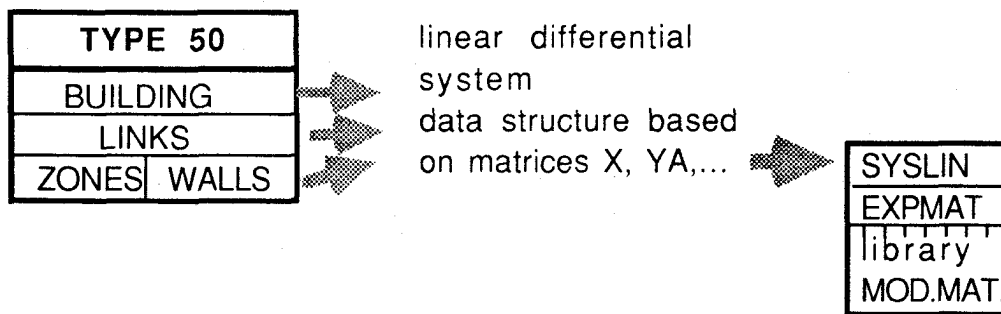 TYPE 50
BUILDING
LINKS
ZONES WALLS
linear differential
system
data structure based
on matrices X, YA,...
SYSLIN
EXPMAT
library
MOD.MAT.